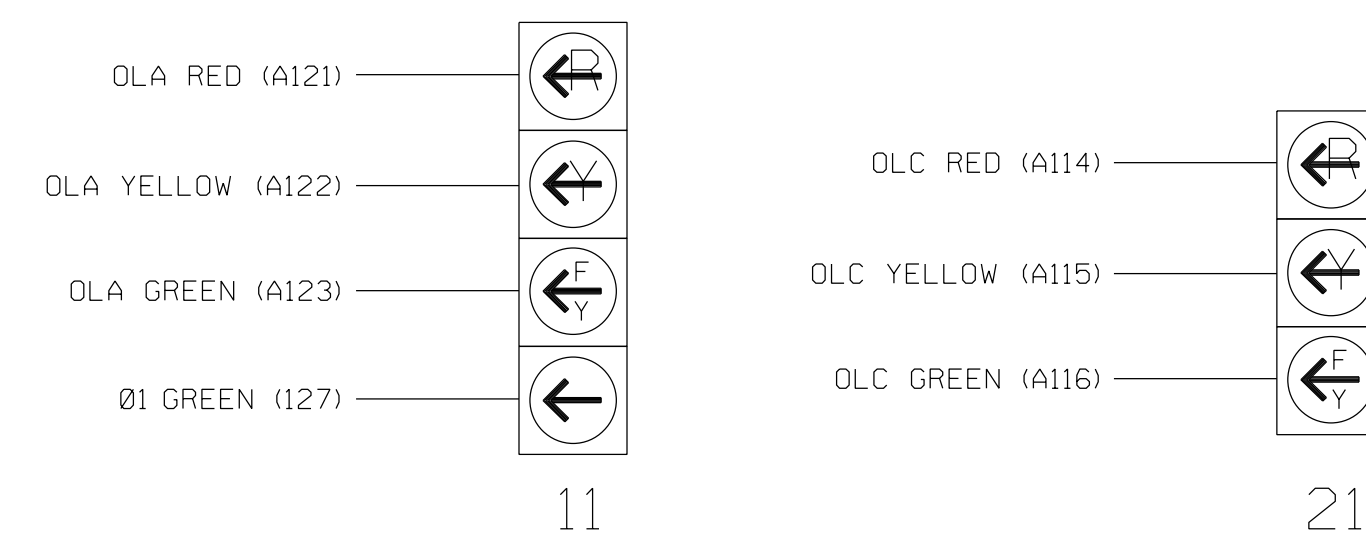 OLA RED (A121)
R
OLA YELLOW (A122)
Y
OLA GREEN (A123)
F
Y
Ø1 GREEN (127)
11
OLC RED (A114)
R
OLC YELLOW (A115)
Y
OLC GREEN (A116)
F
Y
21